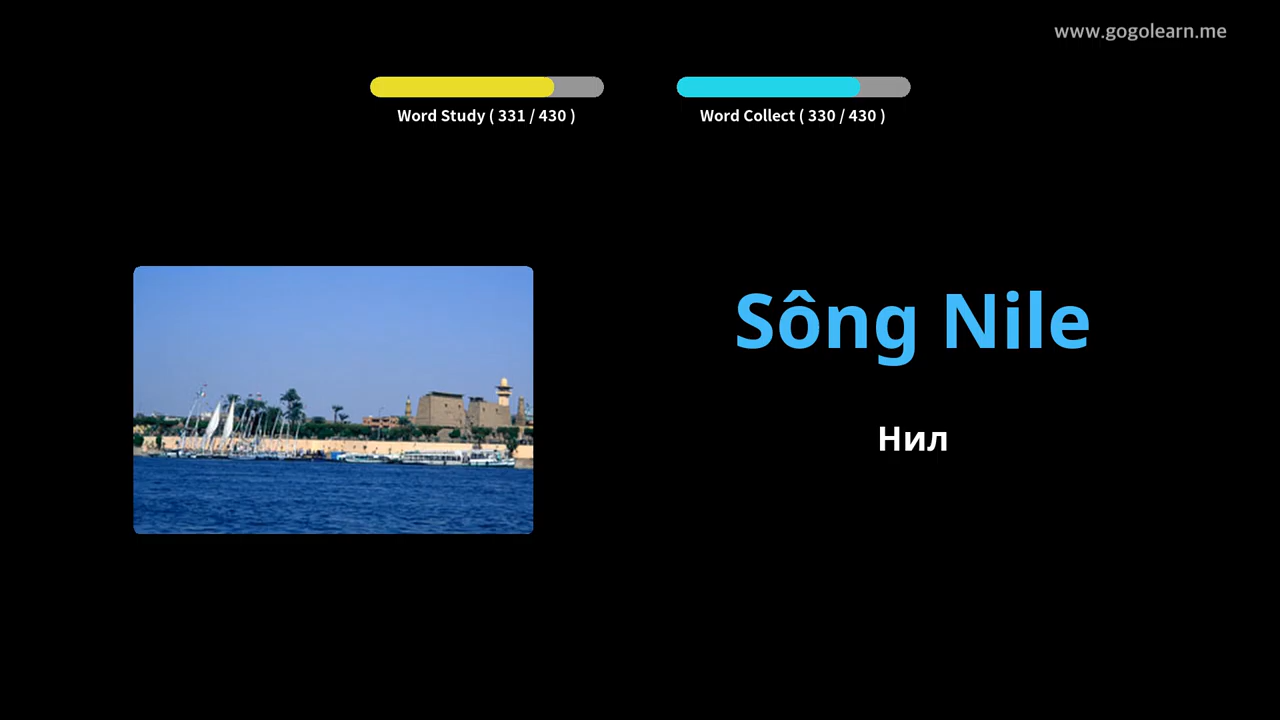 www.gogolearn.me
Word Study ( 331 / 430 )
Word Collect ( 330 / 430 )
Sông Nile
Нил